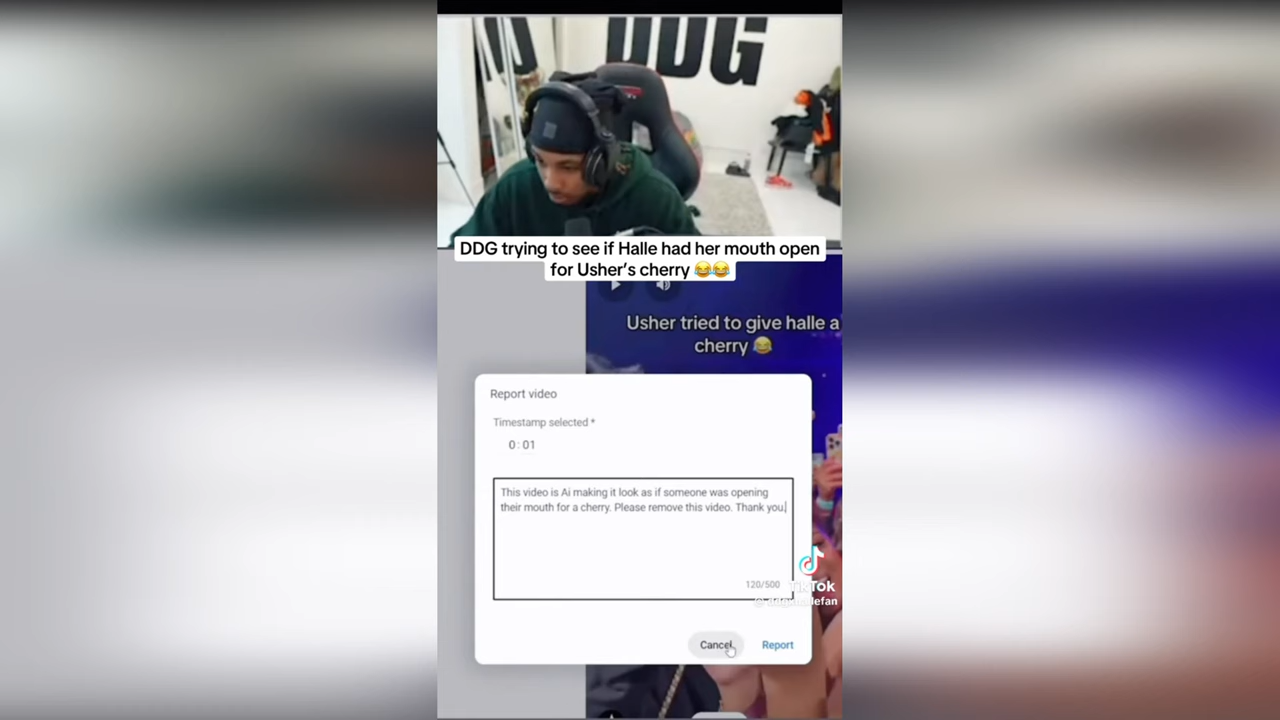 DDG
DDG trying to see if Halle had her mouth open
for Usher's cherry 😂😂
Usher tried to give halle a
cherry 😂
Report video
Timestamp selected *
0:01
This video is Ai making it look as if someone was opening
their mouth for a cherry. Please remove this video. Thank you.
120/500
TikTok
Cancel
Report